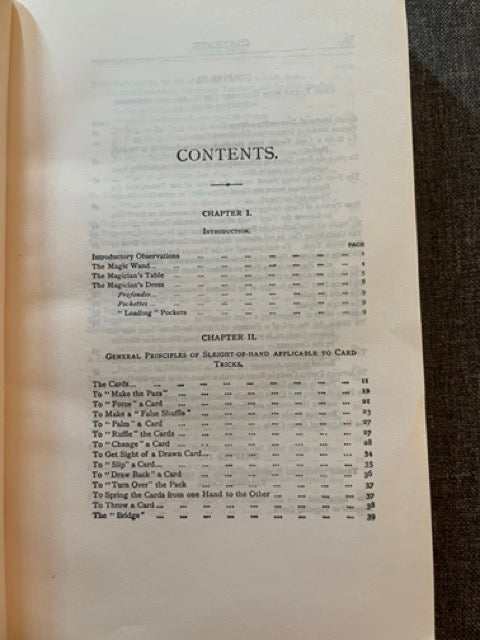 CONTENTS.
CHAPTER I.
INTRODUCTION.
PAGE
Introductory Observations ... ... ... ... ... ... ... 1
The Magic Wand... ... ... ... ... ... ... ... 4
The Magician's Table ... ... ... ... ... ... ... 5
The Magician's Dress ... ... ... ... ... ... ... 8
Profondes... ... ... ... ... ... ... ... 9
Pochettes ... ... ... ... ... ... ... ... 9
"Loading" Pockets ... ... ... ... ... ... ... 9
CHAPTER II.
GENERAL PRINCIPLES OF SLEIGHT-OF-HAND APPLICABLE TO CARD
TRICKS.
The Cards... ... ... ... ... ... ... ... ... 11
To "Make the Pass" ... ... ... ... ... ... ... 12
To "Force" a Card ... ... ... ... ... ... ... 21
To Make a "False Shuffle" ... ... ... ... ... ... ... 23
To "Palm" a Card ... ... ... ... ... ... ... 27
To "Ruffle" the Cards ... ... ... ... ... ... ... 27
To "Change" a Card ... ... ... ... ... ... ... 28
To Get Sight of a Drawn Card... ... ... ... ... ... ... 34
To "Slip" a Card... ... ... ... ... ... ... ... 35
To "Draw Back" a Card ... ... ... ... ... ... ... 36
To "Turn Over" the Pack ... ... ... ... ... ... ... 37
To Spring the Cards from one Hand to the Other ... ... ... ... 37
To Throw a Card ... ... ... ... ... ... ... ... 38
The "Bridge" ... ... ... ... ... ... ... ... 39